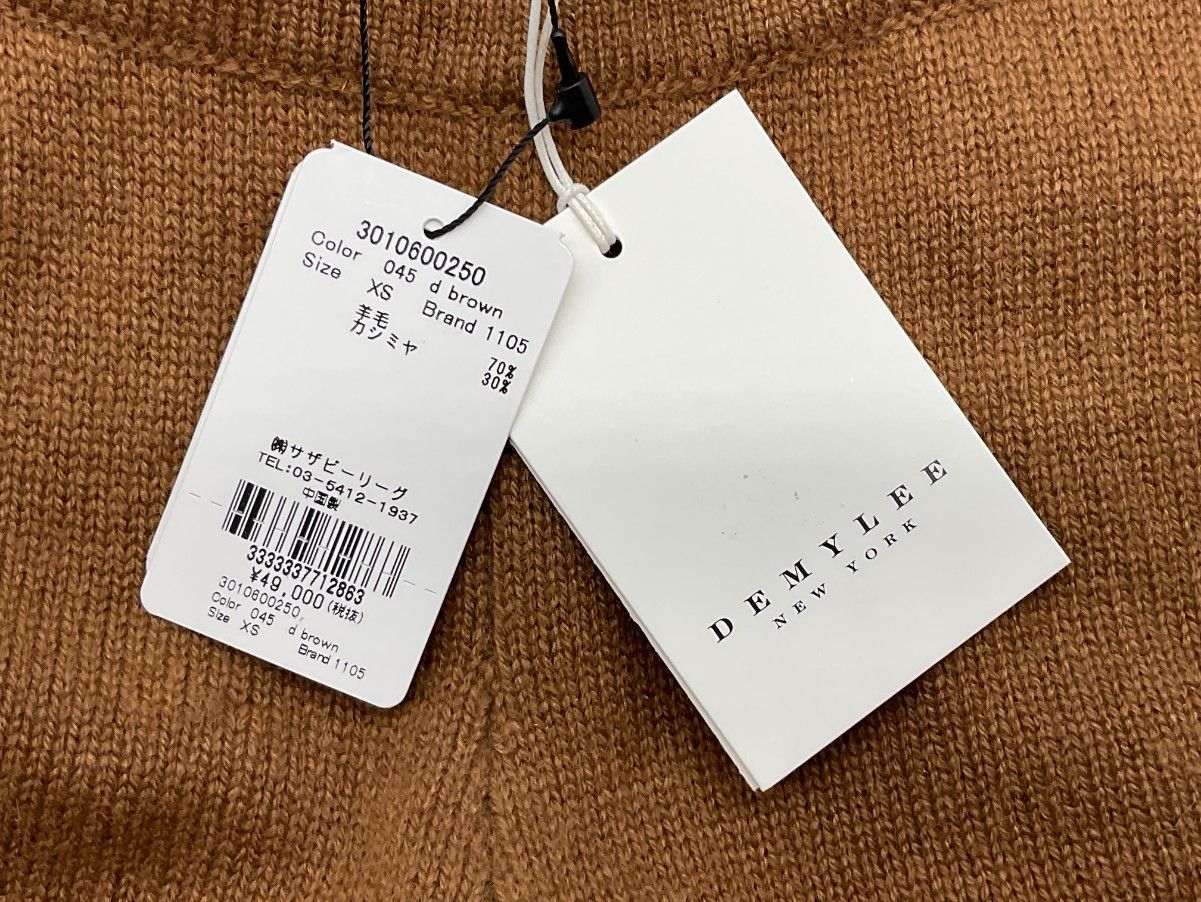 3010600250
Color 045 d brown
Size XS Brand 1105
羊毛 70%
カシミヤ 30%
㈱サザビーリーグ
TEL:03-5412-1937
中国製
3333337712863
¥49,000(税抜)
3010600250
Color 045 d brown
Size XS Brand 1105
DEMYLEE
NEW YORK